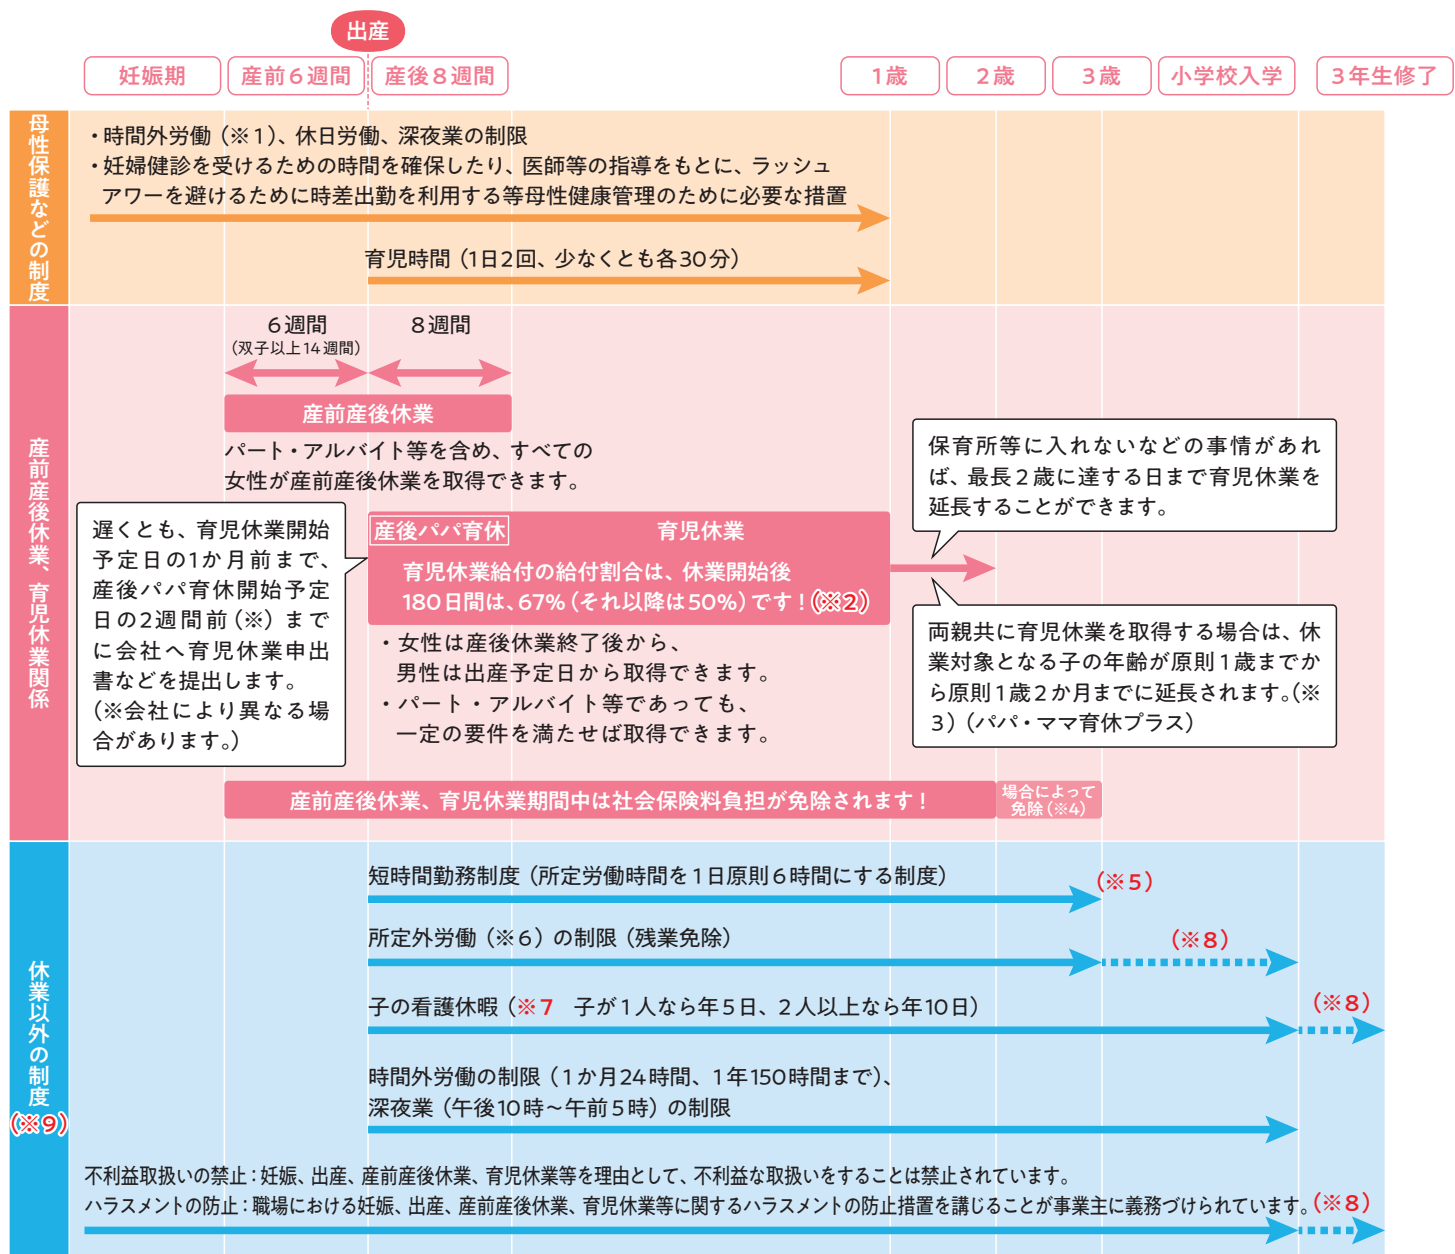 出産
妊娠期
産前6週間
産後8週間
1歳
2歳
3歳
小学校入学
3年生修了
母性保護などの制度
・時間外労働（※1）、休日労働、深夜業の制限
・妊婦健診を受けるための時間を確保したり、医師等の指導をもとに、ラッシュ
アワーを避けるために時差出勤を利用する等母性健康管理のために必要な措置
育児時間（1日2回、少なくとも各30分）
産前産後休業、育児休業関係
6週間
（双子以上14週間）
8週間
産前産後休業
パート・アルバイト等を含め、すべての
女性が産前産後休業を取得できます。
遅くとも、育児休業開始
予定日の1か月前まで、
産後パパ育休開始予定
日の2週間前（※）まで
に会社へ育児休業申出
書などを提出します。
（※会社により異なる場
合があります。）
産後パパ育休
育児休業
育児休業給付の給付割合は、休業開始後
180日間は、67%（それ以降は50%）です！（※2）
・女性は産後休業終了後から、
男性は出産予定日から取得できます。
・パート・アルバイト等であっても、
一定の要件を満たせば取得できます。
保育所等に入れないなどの事情があれ
ば、最長2歳に達する日まで育児休業を
延長することができます。
両親共に育児休業を取得する場合は、休
業対象となる子の年齢が原則1歳までか
ら原則1歳2か月までに延長されます。（※
3）（パパ・ママ育休プラス）
産前産後休業、育児休業期間中は社会保険料負担が免除されます！
場合によって
免除（※4）
休業以外の制度
（※9）
短時間勤務制度（所定労働時間を1日原則6時間にする制度）
（※5）
所定外労働（※6）の制限（残業免除）
（※8）
子の看護休暇（※7　子が1人なら年5日、2人以上なら年10日）
（※8）
時間外労働の制限（1か月24時間、1年150時間まで）、
深夜業（午後10時～午前5時）の制限
不利益取扱いの禁止：妊娠、出産、産前産後休業、育児休業等を理由として、不利益な取扱いをすることは禁止されています。
ハラスメントの防止：職場における妊娠、出産、産前産後休業、育児休業等に関するハラスメントの防止措置を講じることが事業主に義務づけられています。（※8）